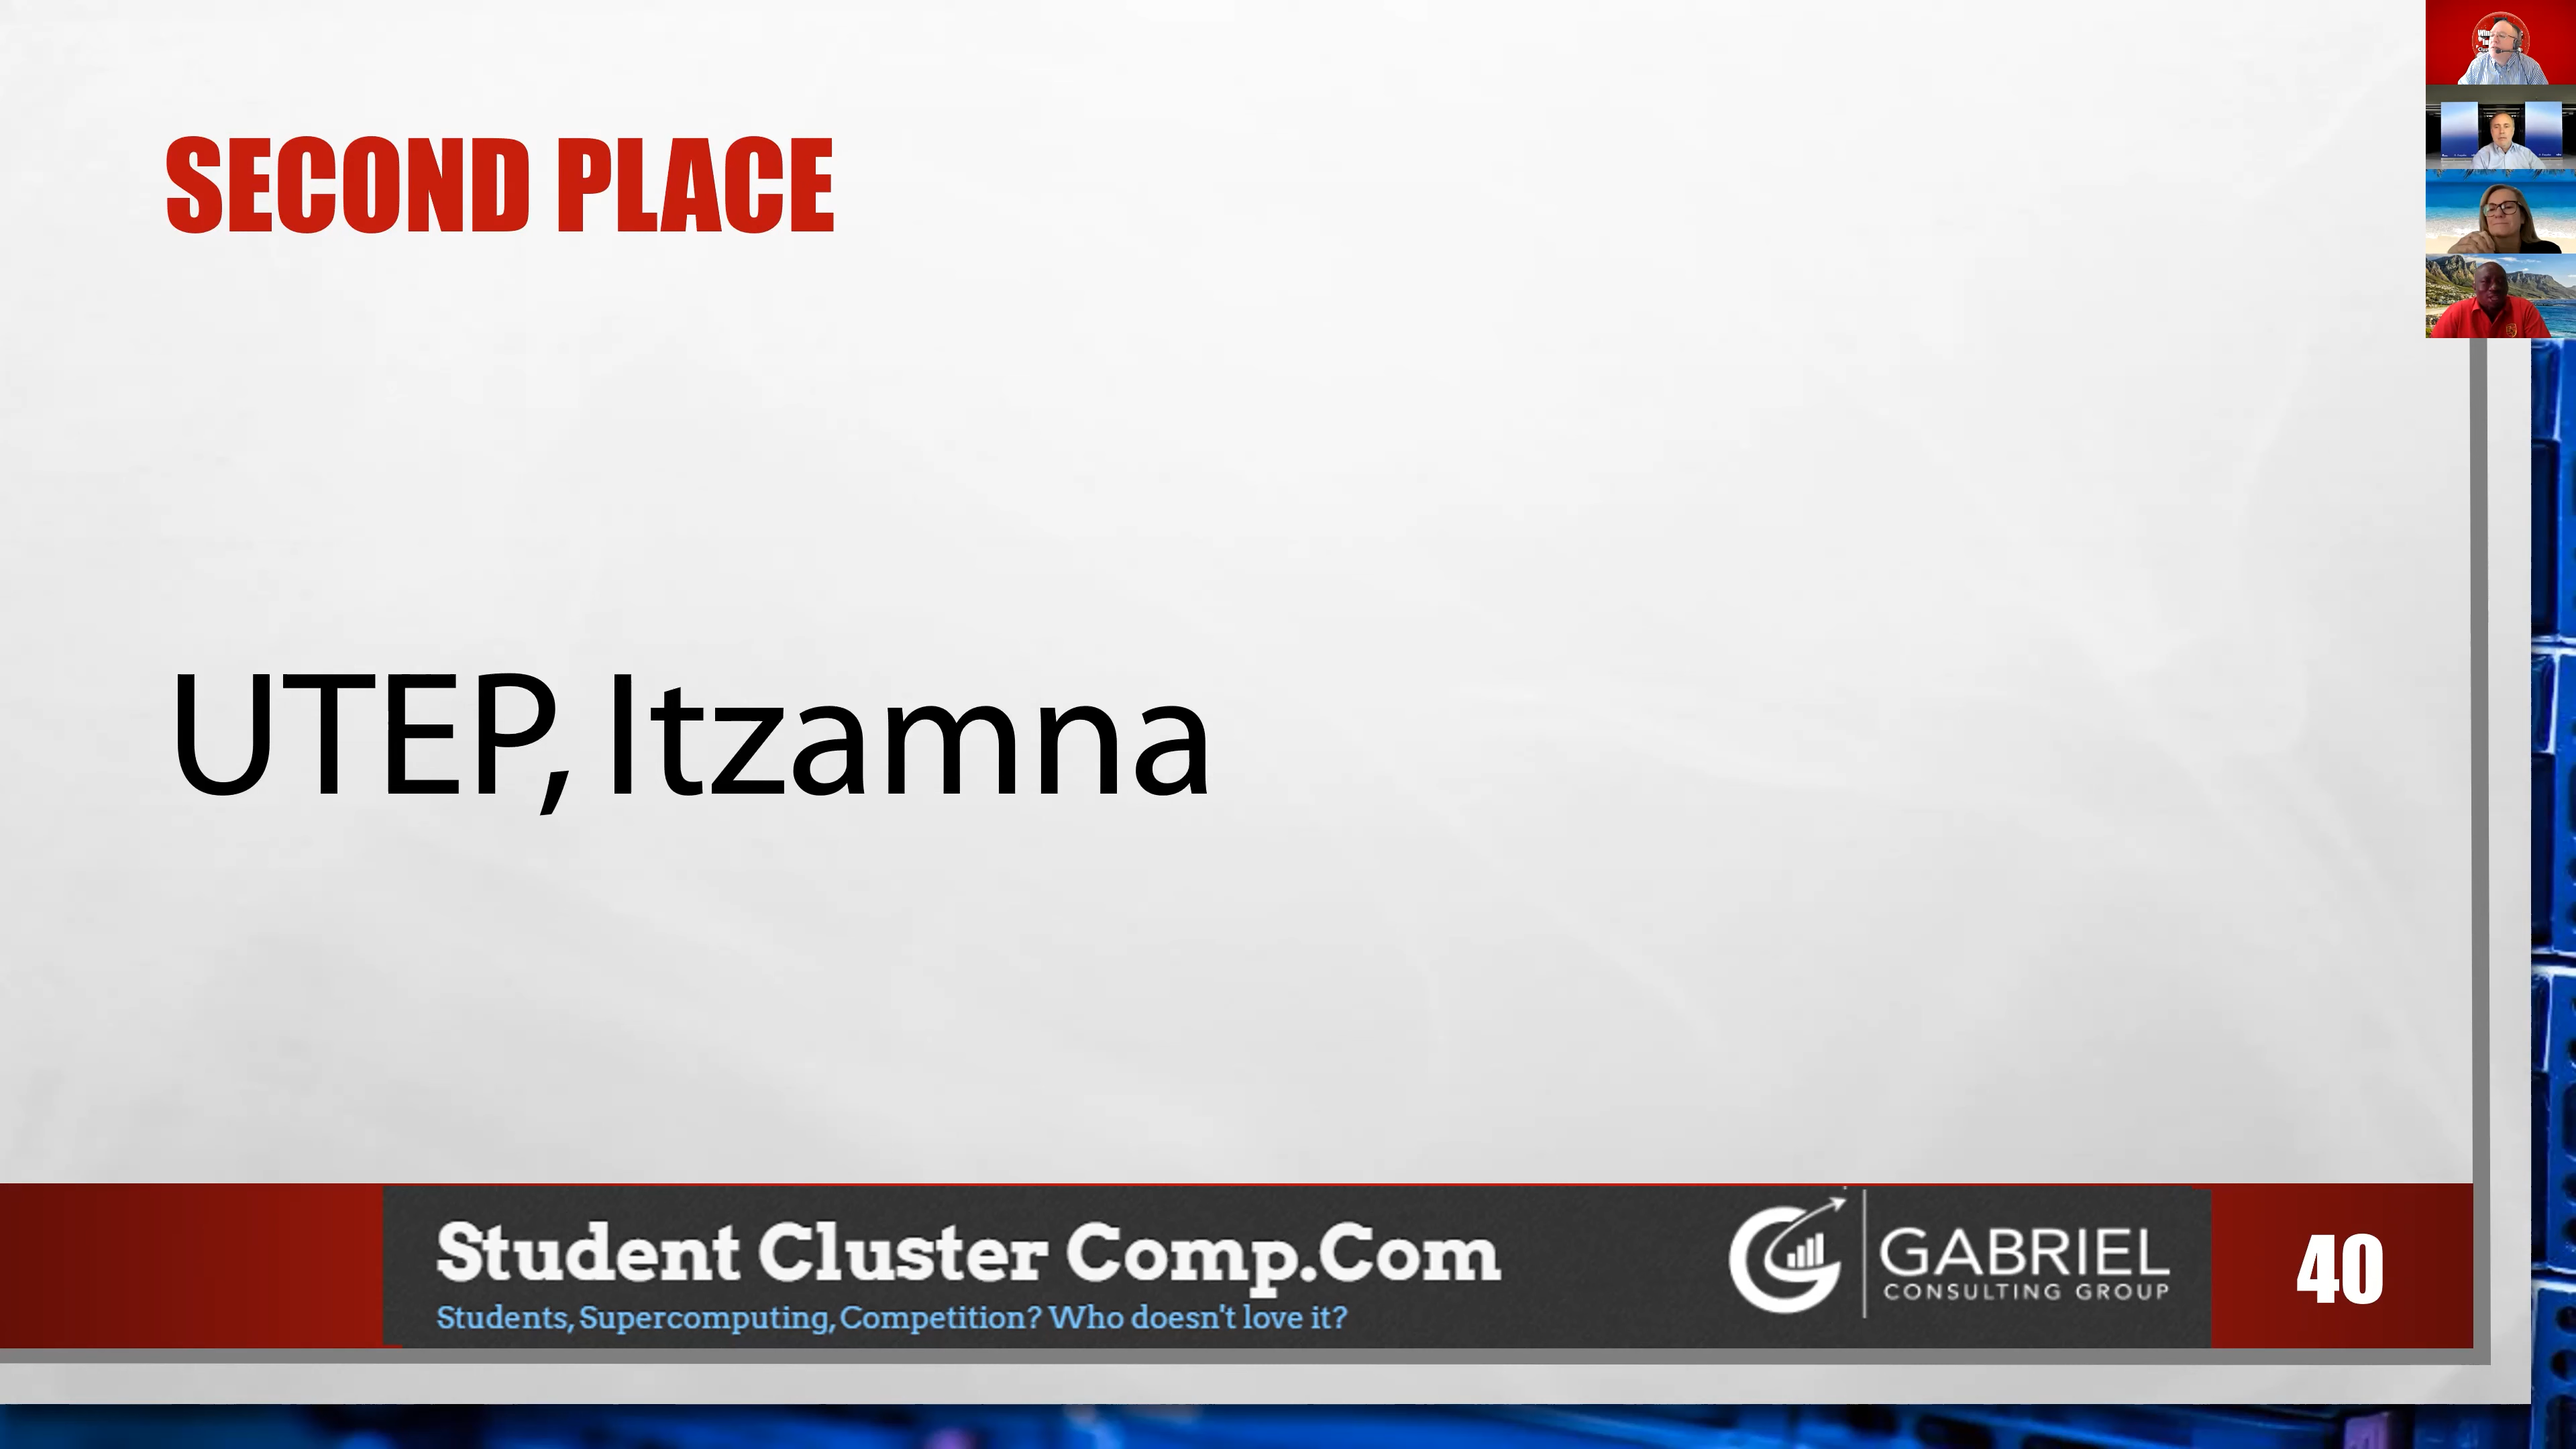 SECOND PLACE
UTEP, Itzamna
Student Cluster Comp.Com
Students, Supercomputing, Competition? Who doesn't love it?
GABRIEL
CONSULTING GROUP
40